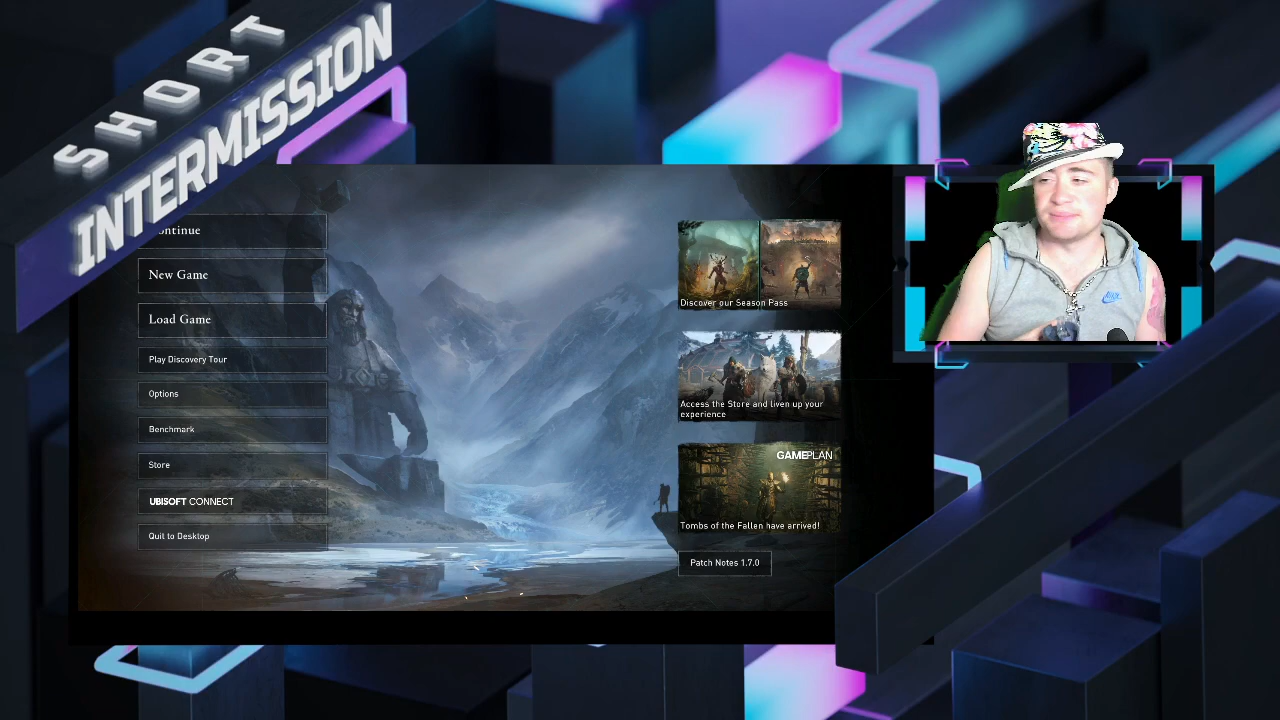 SHORT
INTERMISSION
ontinue
New Game
Load Game
Play Discovery Tour
Options
Benchmark
Store
UBISOFT CONNECT
Quit to Desktop
Discover our Season Pass
Access the Store and liven up your
experience
GAMEPLAN
Tombs of the Fallen have arrived!
Patch Notes 1.7.0